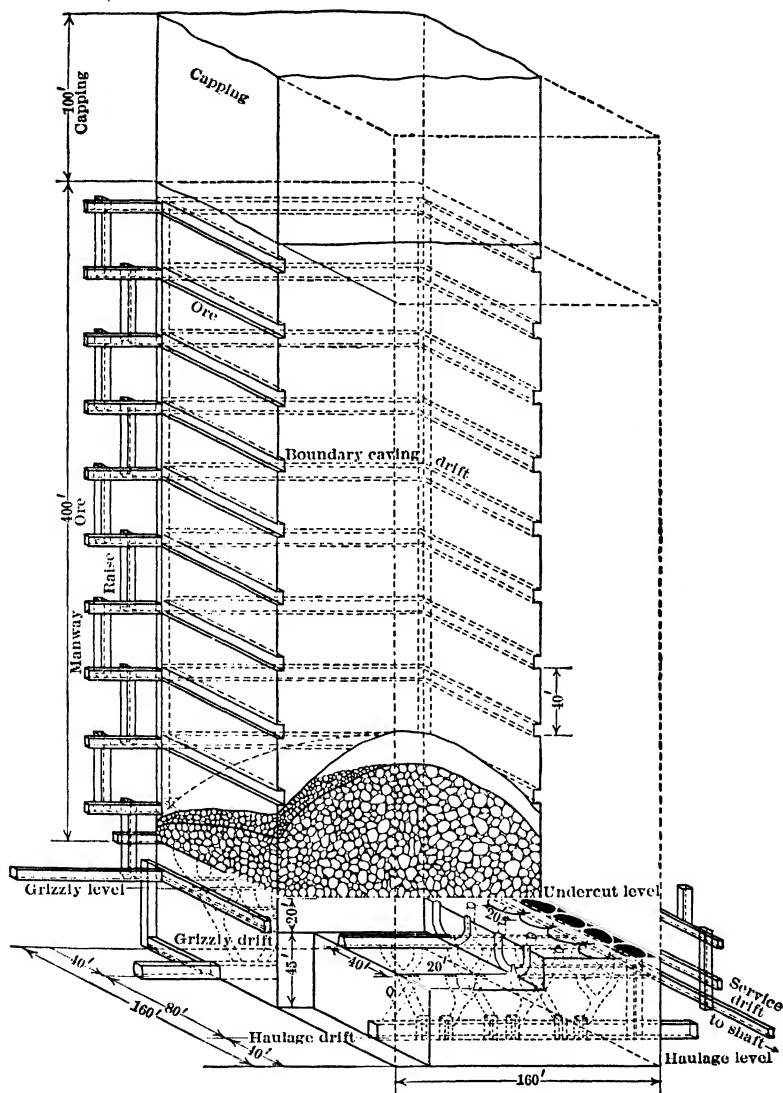 100'
Capping
Capping
Ore
Boundary caving drift
400'
Ore
Raise
Manway
40'
Grizzly level
Undercut level
20'
20'
Grizzly drift
45'
40'
20'
40'
80'
160'
40'
Haulage drift
Service
drift
to shaft
Haulage level
160'